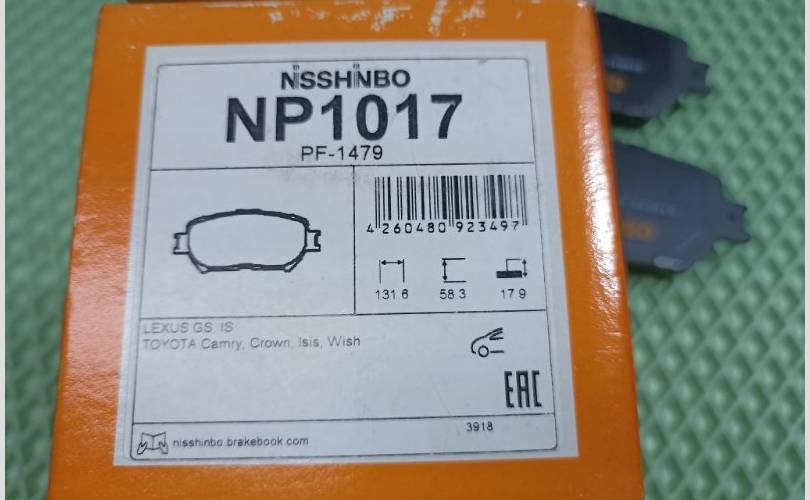 NiSSHiNBO
NP1017
PF-1479
4 260480 923497
131.6 58.3 17.9
LEXUS GS, IS
TOYOTA Camry, Crown, Isis, Wish
EAC
3918
nisshinbo brakebook com